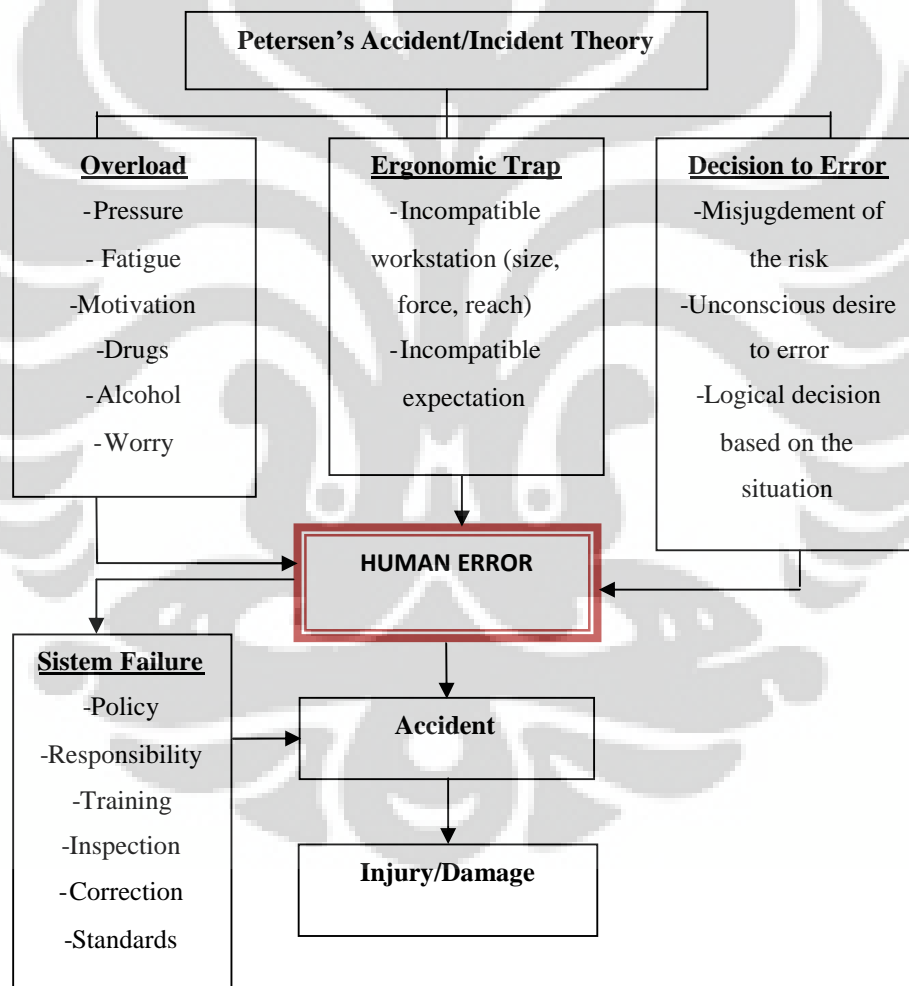 Petersen’s Accident/Incident Theory
Overload
-Pressure
- Fatigue
-Motivation
-Drugs
-Alcohol
-Worry
Ergonomic Trap
-Incompatible
workstation (size,
force, reach)
-Incompatible
expectation
Decision to Error
-Misjugdement of
the risk
-Unconscious desire
to error
-Logical decision
based on the
situation
HUMAN ERROR
Sistem Failure
-Policy
-Responsibility
-Training
-Inspection
-Correction
-Standards
Accident
Injury/Damage